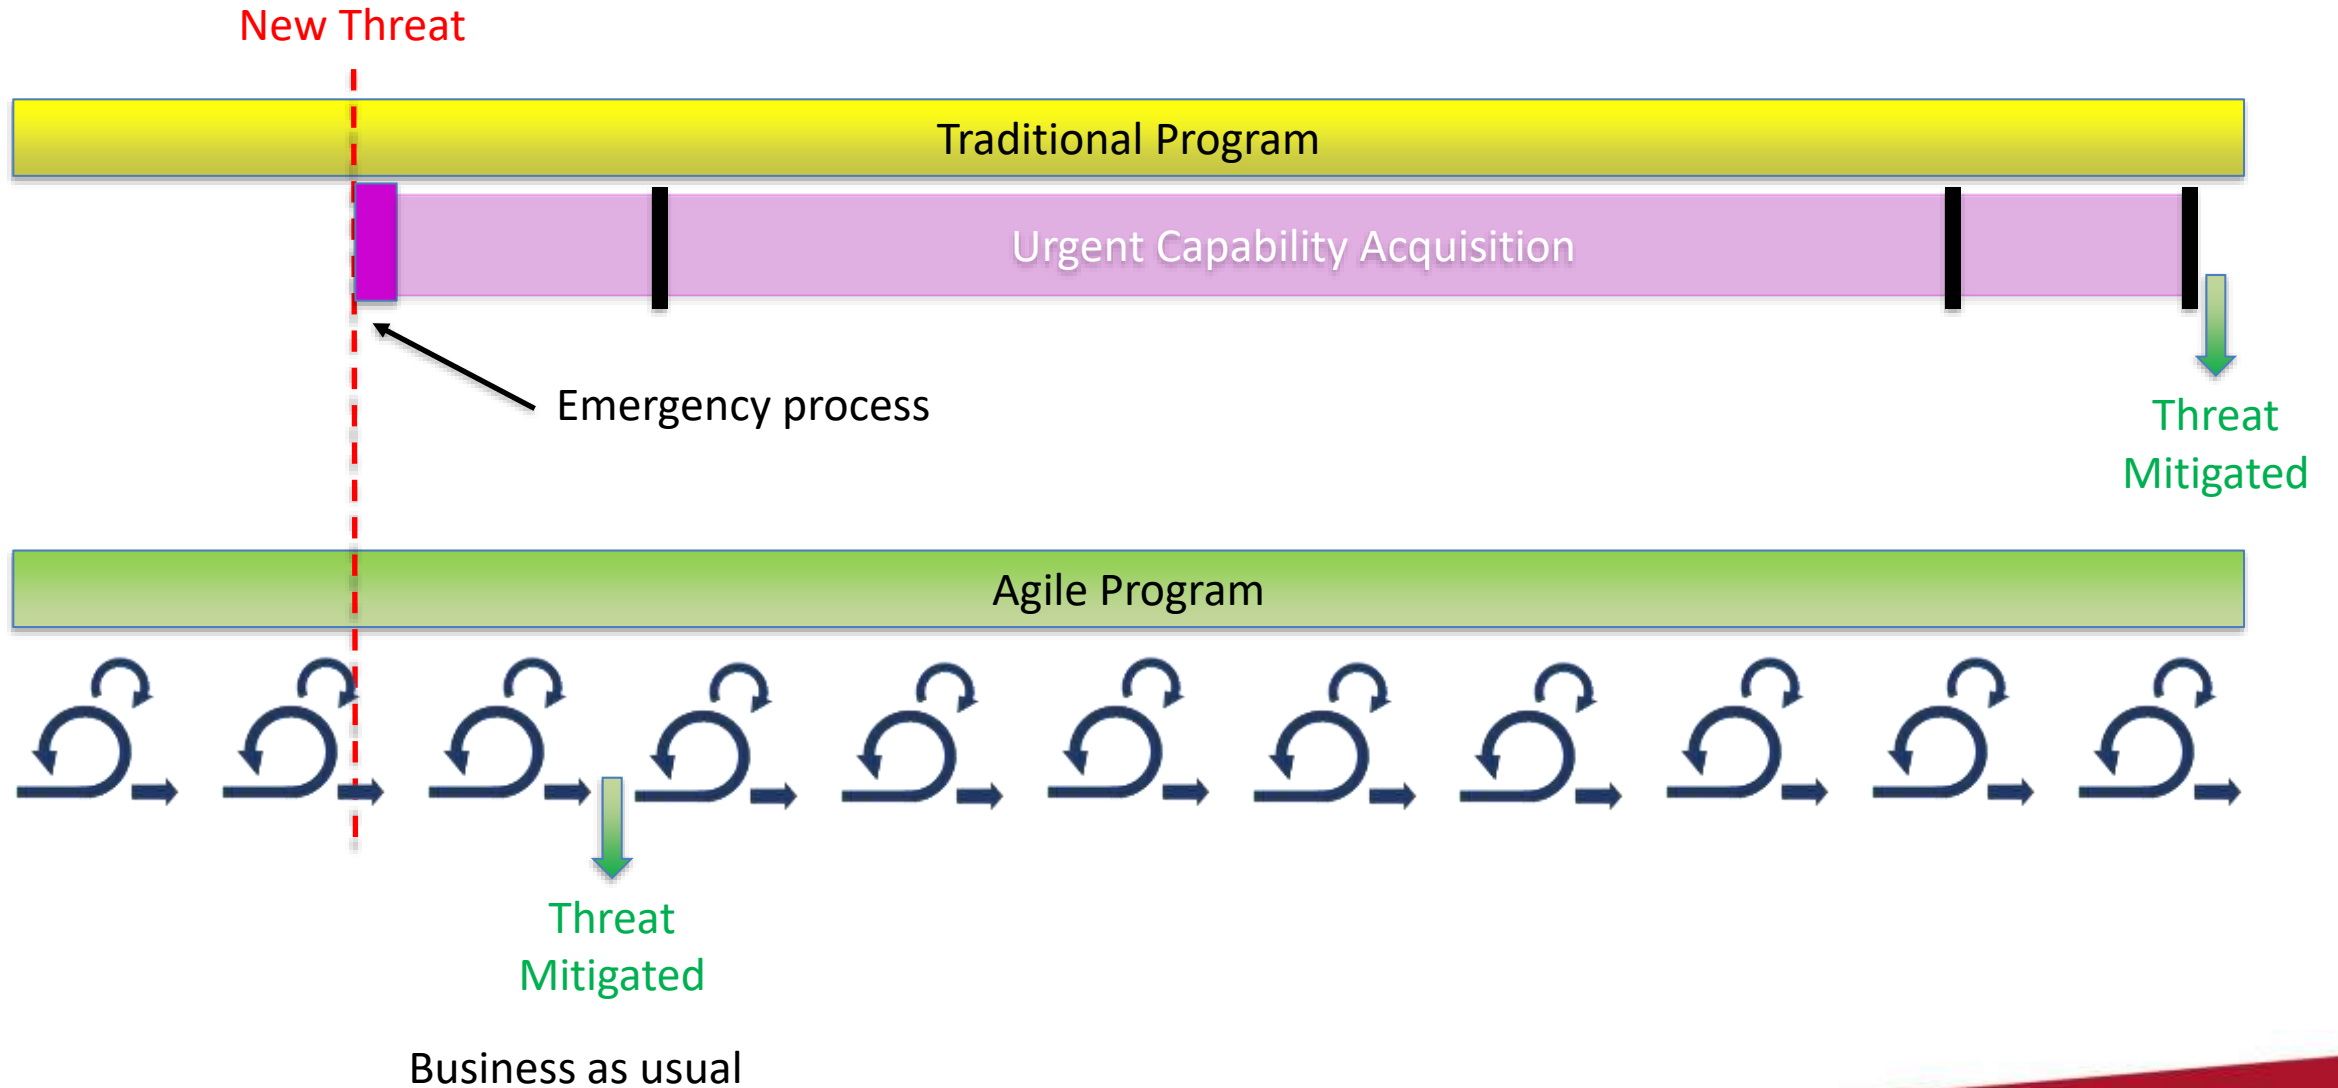 New Threat
Traditional Program
Urgent Capability Acquisition
Emergency process
Threat
Mitigated
Agile Program
Threat
Mitigated
Business as usual